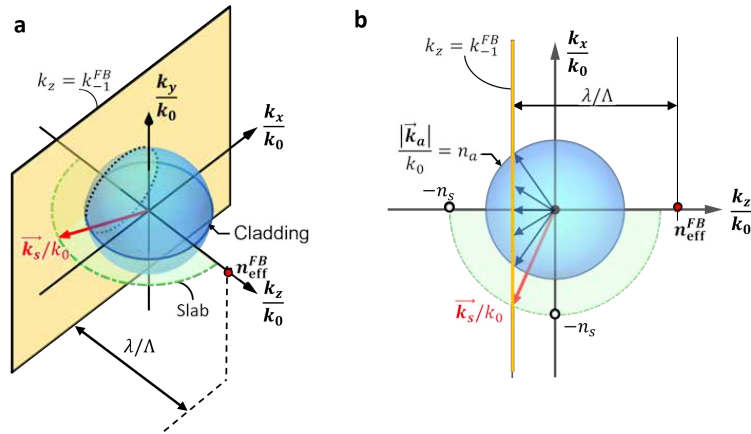 a
k_z = k_{-1}^{FB}
k_y
k_0
k_x
k_0
Cladding
k_s/k_0
n_eff^{FB}
k_z
k_0
Slab
λ/Λ
b
k_z = k_{-1}^{FB}
k_x
k_0
λ/Λ
|k_a|
k_0 = n_a
−n_s
k_z
k_0
n_eff^{FB}
k_s/k_0
−n_s